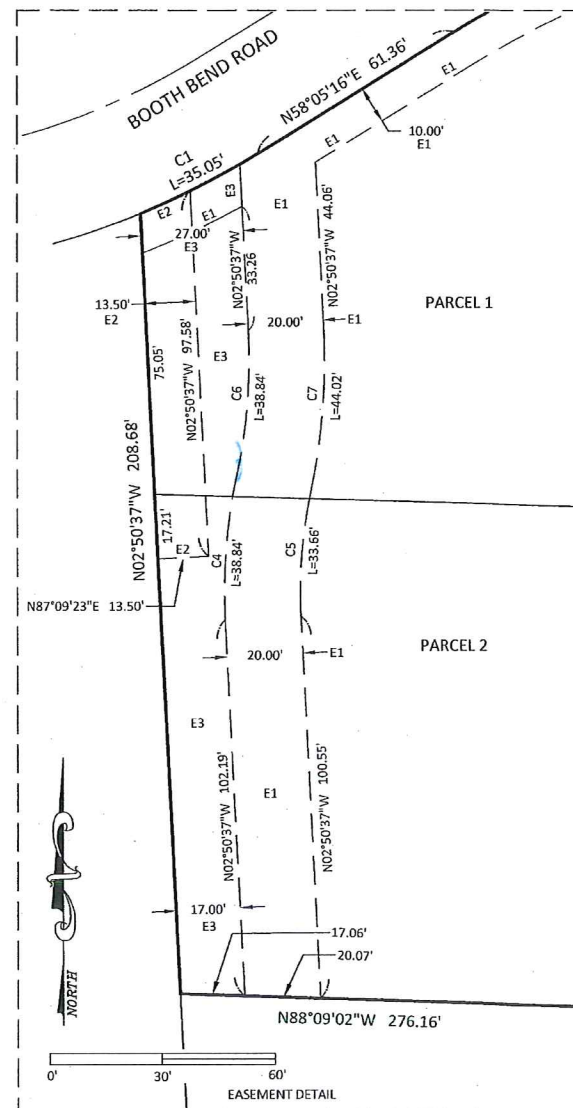 BOOTH BEND ROAD
N58°05'16"E 61.36'
E1
10.00'
E1
C1
L=35.05'
E2
E1
E3
E1
27.00'
E3
N02°50'37"W
33.26
N02°50'37"W 44.06'
13.50'
E2
75.05'
N02°50'37"W 97.58'
20.00'
E1
PARCEL 1
E3
C6
L=38.84'
C7
L=44.02'
N02°50'37"W 208.68'
17.21'
E2
C4
L=38.84'
C5
L=33.66'
N87°09'23"E 13.50'
20.00'
E1
PARCEL 2
E3
E1
N02°50'37"W 102.19'
N02°50'37"W 100.55'
17.00'
E3
17.06'
20.07'
N88°09'02"W 276.16'
NORTH
0' 30' 60'
EASEMENT DETAIL